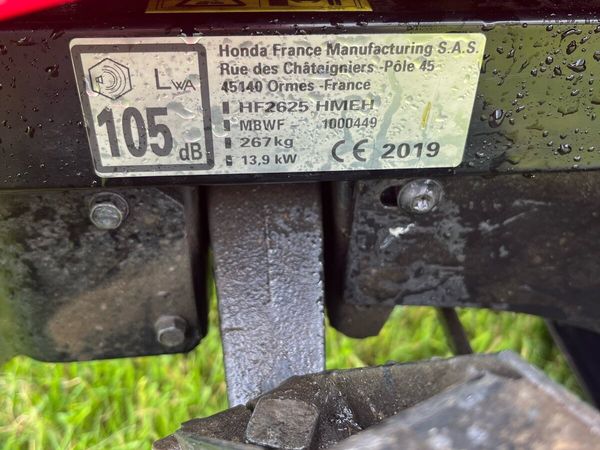 LWA
105 dB
Honda France Manufacturing S.A.S.
Rüe des Châteigniers -Pôle 45-
45140 Ormes -France
HF2625 HMEH
MBWF - 1000449
267kg
13,9 kW
CE 2019